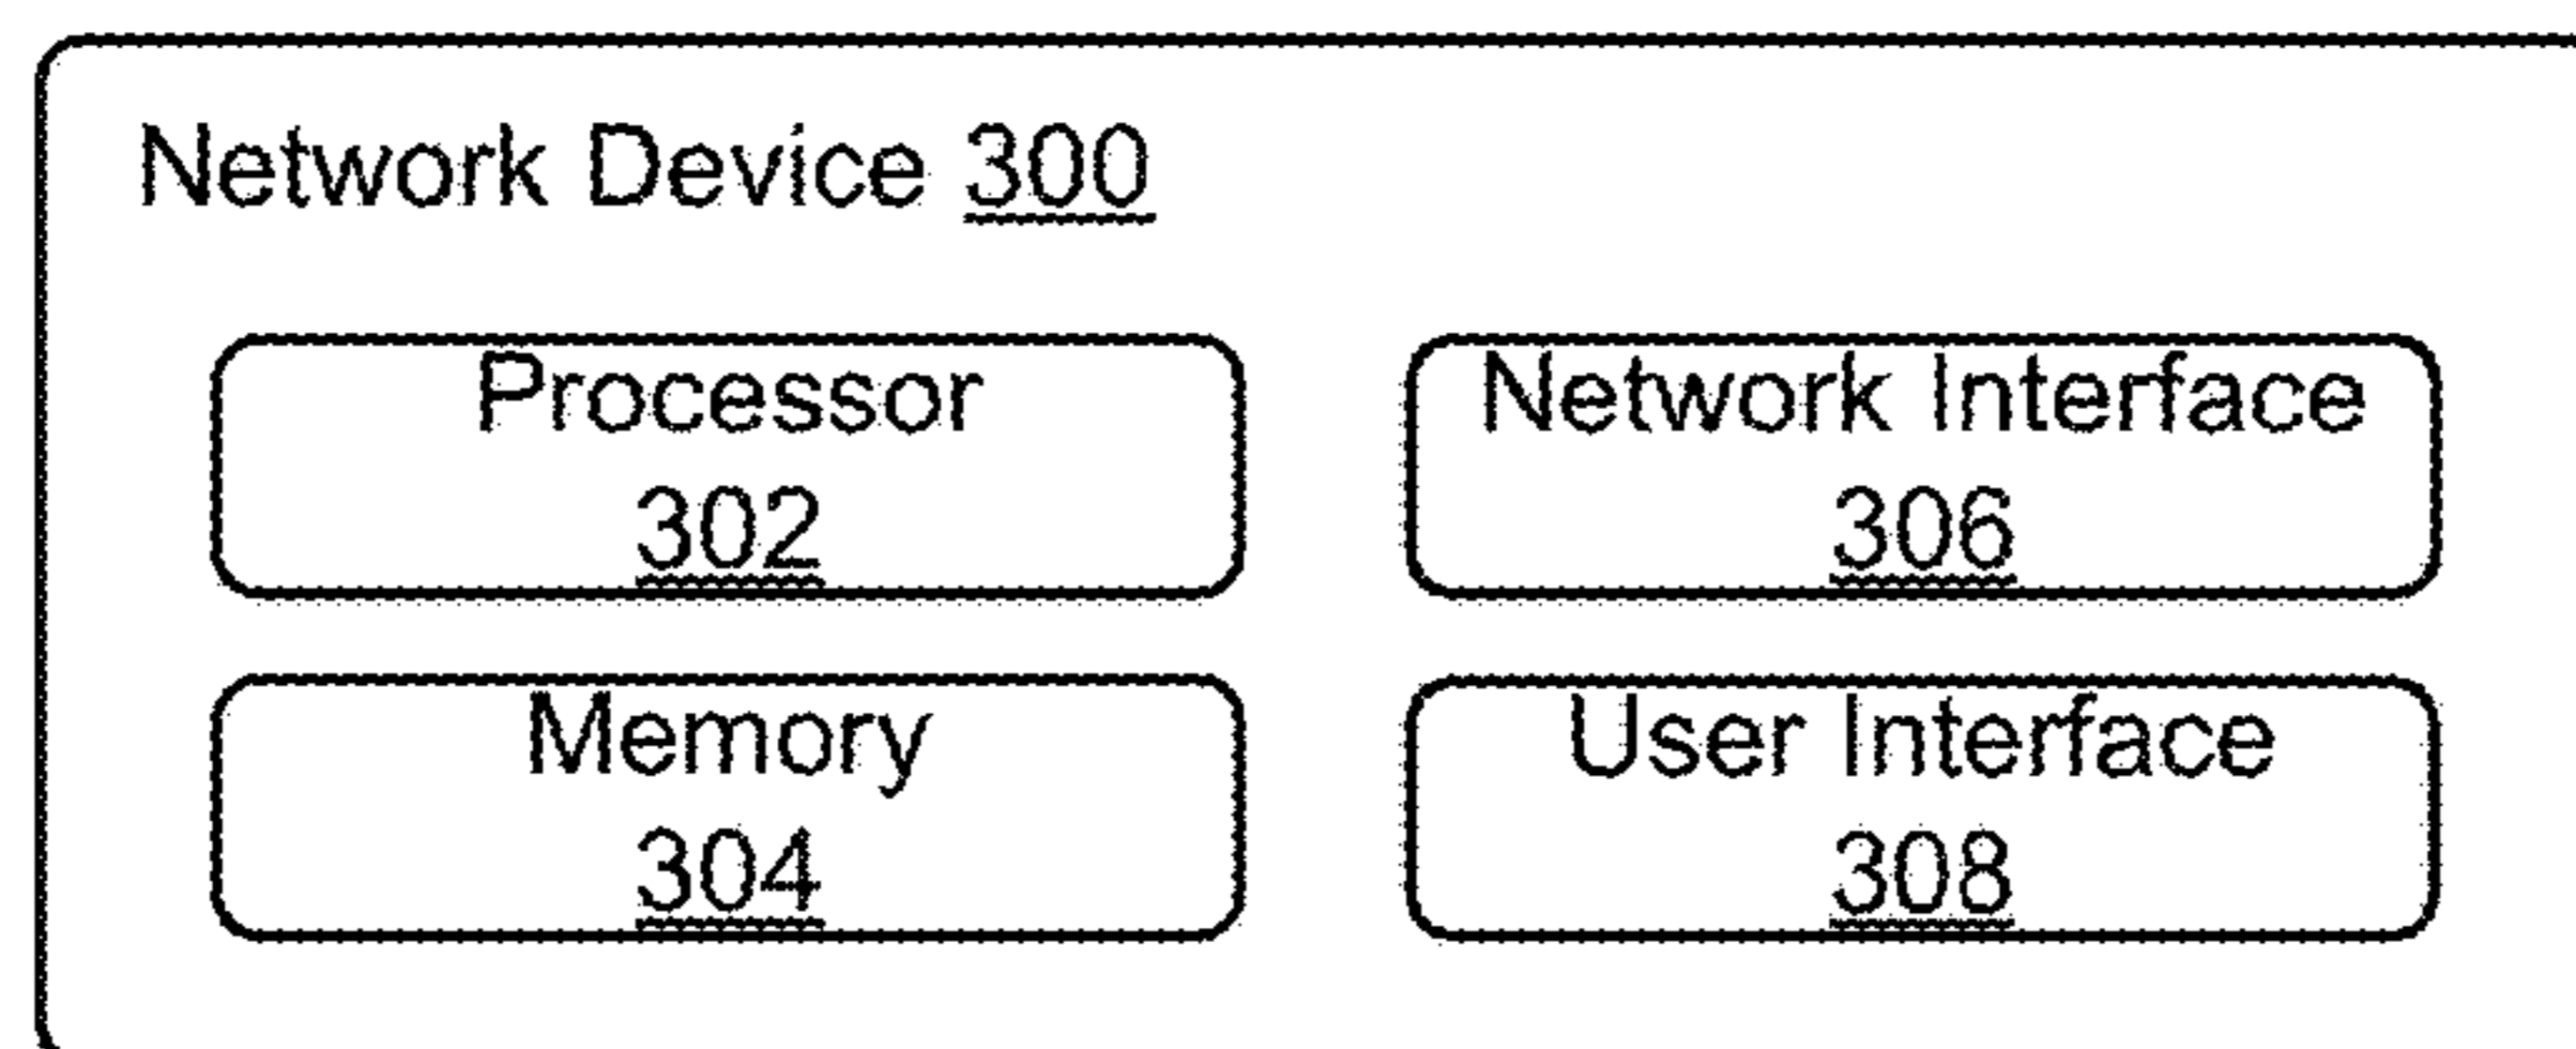 Network Device 300
Processor
302
Network Interface
306
Memory
304
User Interface
308